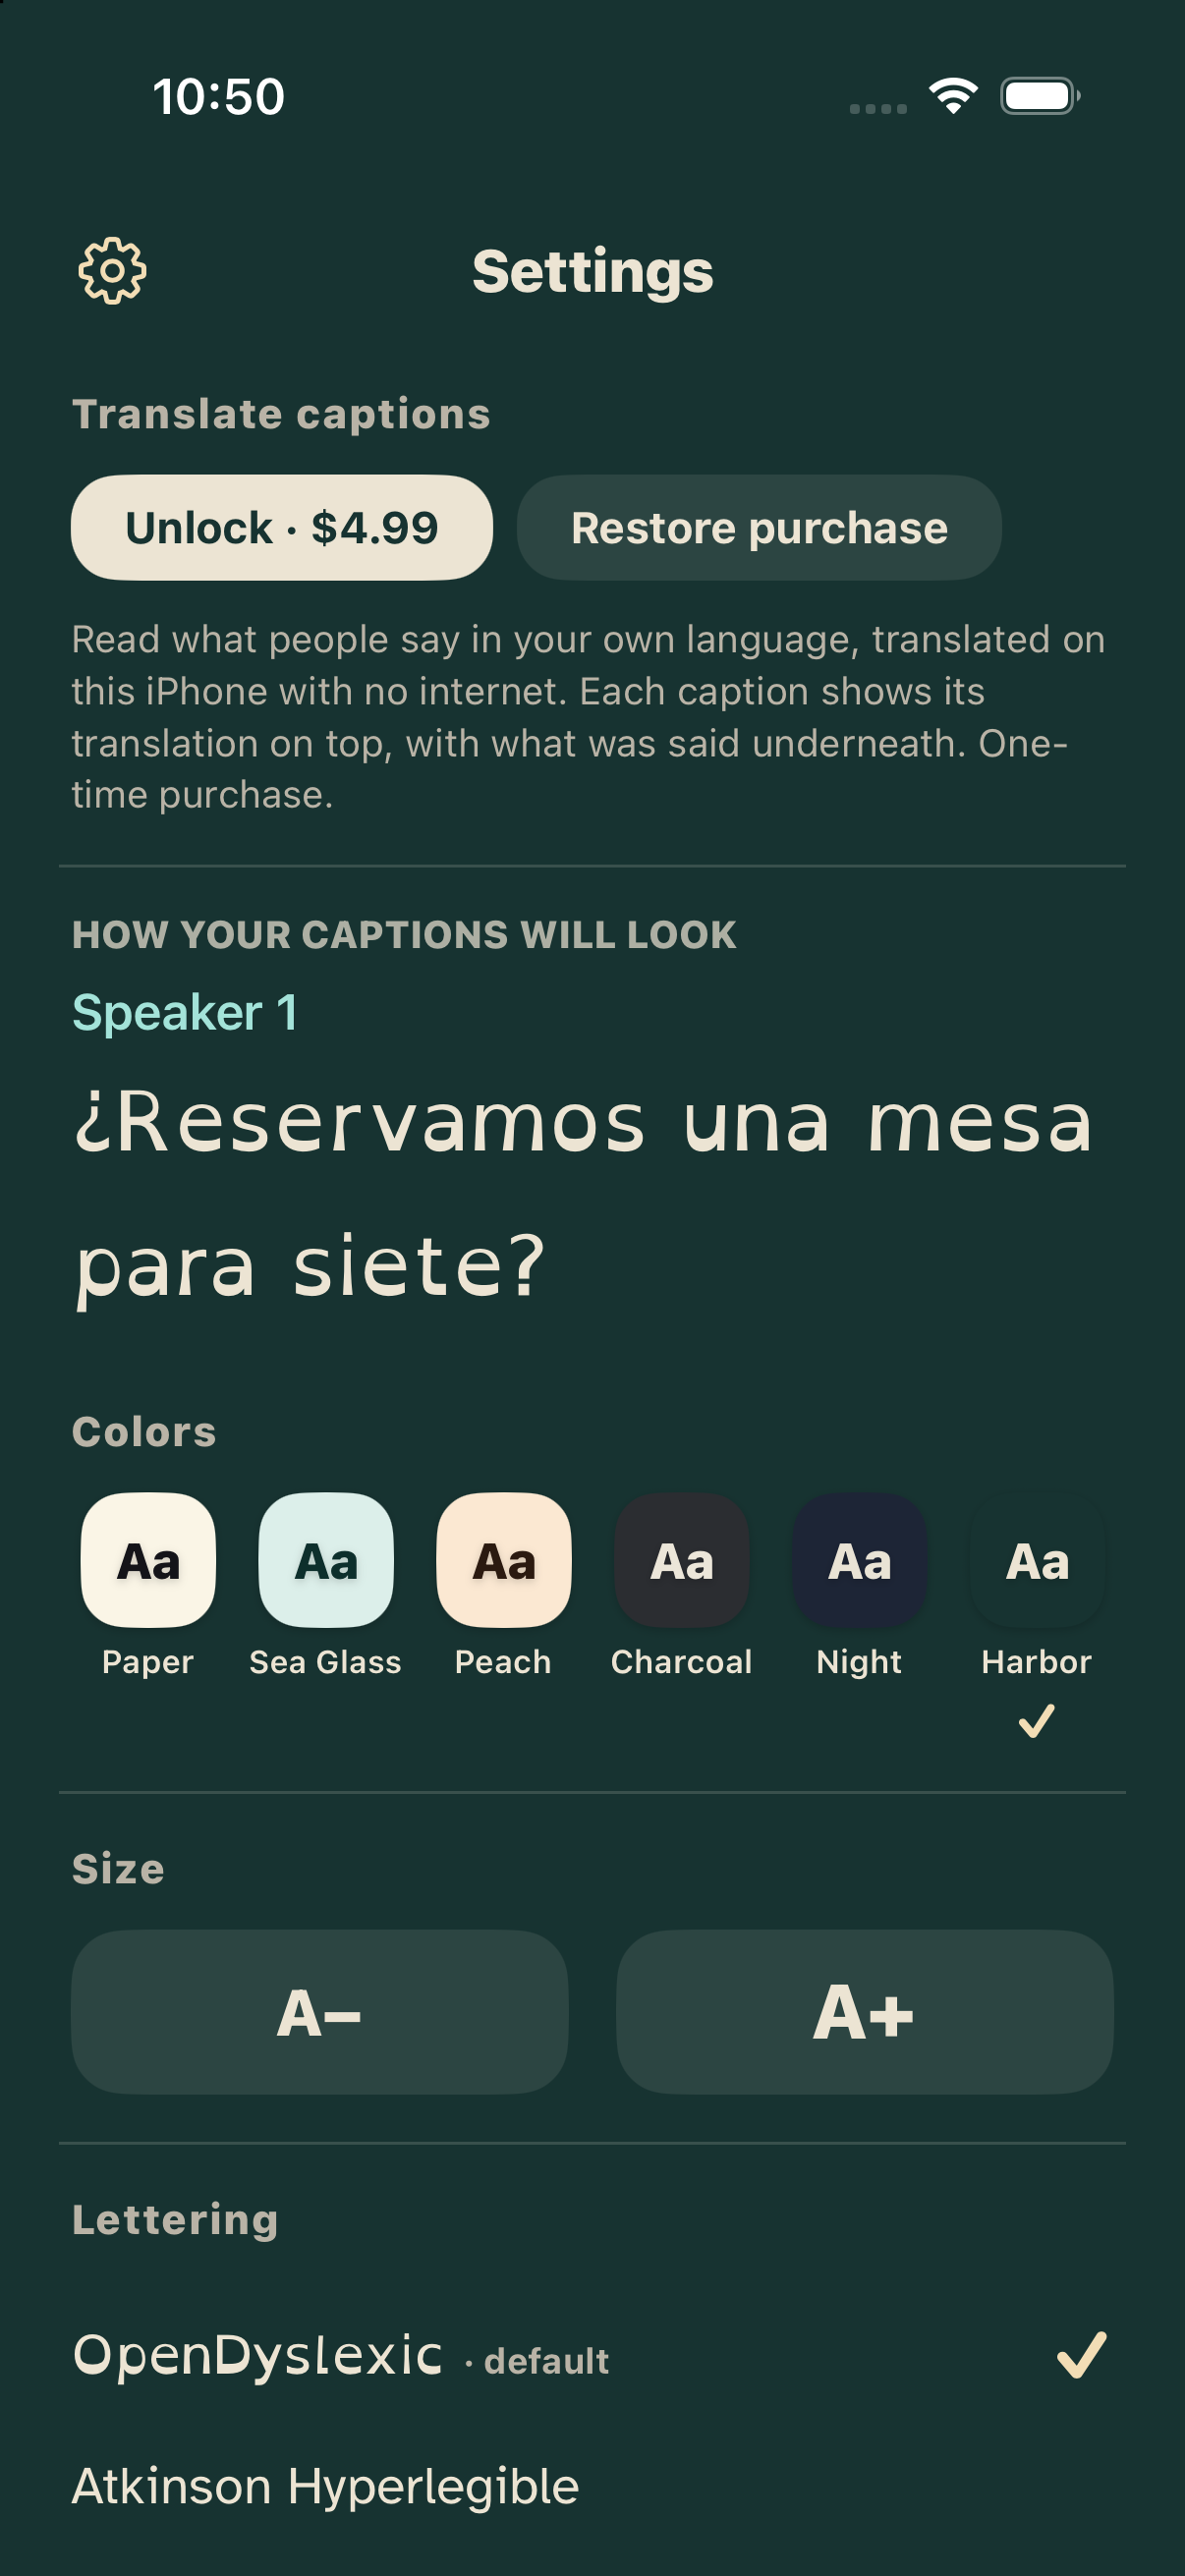 10:50
Settings
Translate captions
Unlock · $4.99
Restore purchase
Read what people say in your own language, translated on
this iPhone with no internet. Each caption shows its
translation on top, with what was said underneath. One-
time purchase.
HOW YOUR CAPTIONS WILL LOOK
Speaker 1
¿Reservamos una mesa
para siete?
Colors
Aa Aa Aa Aa Aa Aa
Paper Sea Glass Peach Charcoal Night Harbor
Size
A− A+
Lettering
OpenDyslexic · default
Atkinson Hyperlegible